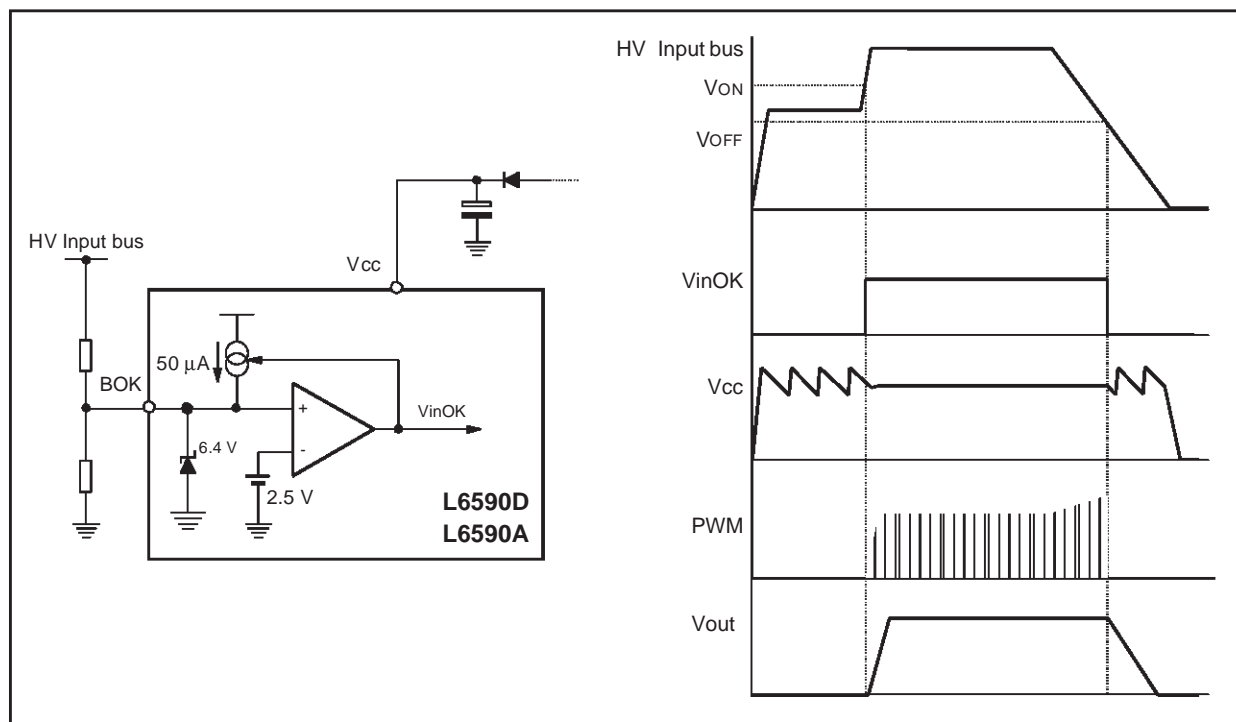 HV Input bus
Vcc
50 μA
BOK
+
-
6.4 V
2.5 V
VinOK
L6590D
L6590A
HV Input bus
VON
VOFF
VinOK
Vcc
PWM
Vout